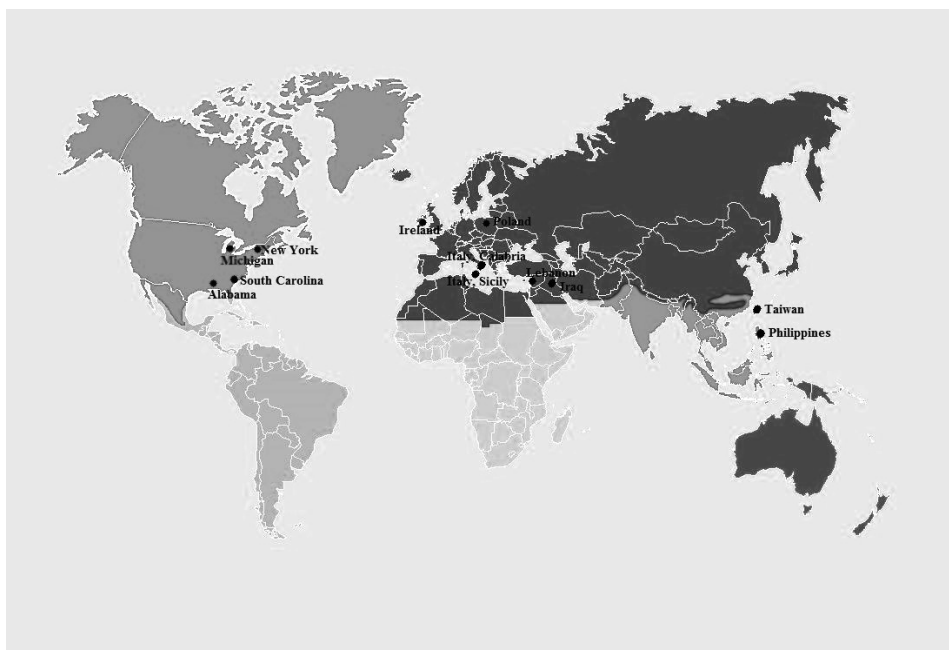 Ireland
Poland
New York
Michigan
Italy, Calabria
Lebanon
South Carolina
Italy, Sicily
Iraq
Alabama
Taiwan
Philippines